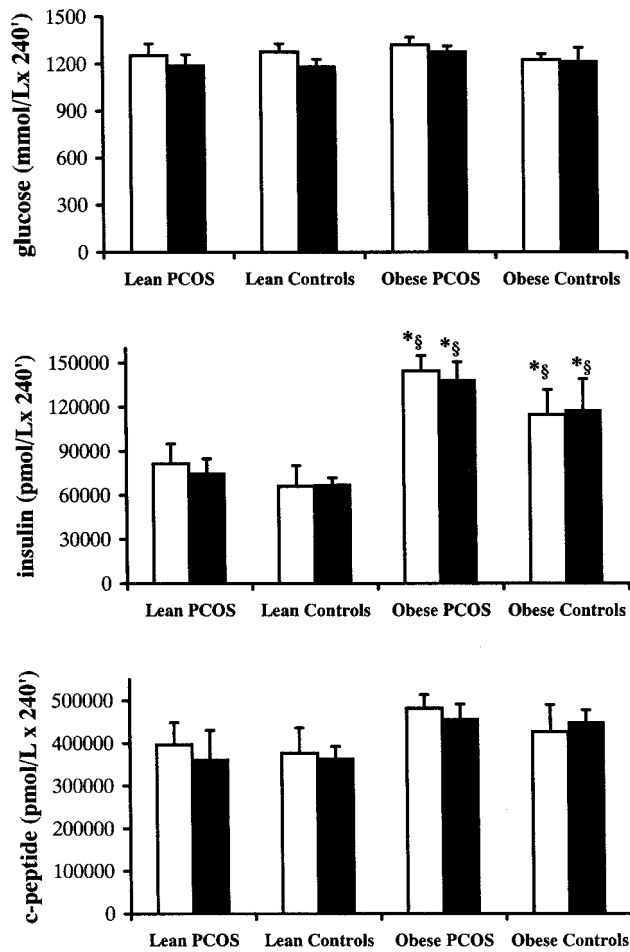 glucose (mmol/Lx 240')
1500
1200
900
600
300
0
Lean PCOS Lean Controls Obese PCOS Obese Controls
insulin (pmol/Lx 240')
*§ *§ *§ *§
150000
120000
90000
60000
30000
0
Lean PCOS Lean Controls Obese PCOS Obese Controls
c-peptide (pmol/L x 240')
500000
400000
300000
200000
100000
0
Lean PCOS Lean Controls Obese PCOS Obese Controls